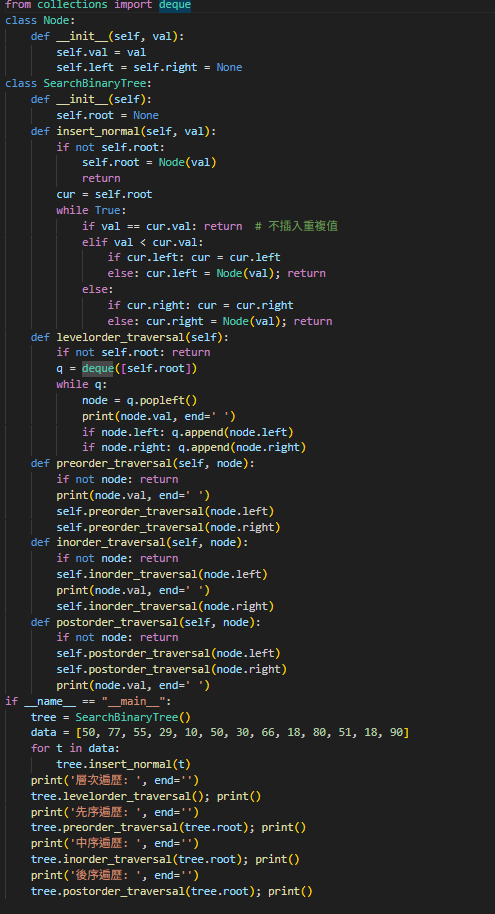 from collections import deque
class Node:
    def __init__(self, val):
        self.val = val
        self.left = self.right = None
class SearchBinaryTree:
    def __init__(self):
        self.root = None
    def insert_normal(self, val):
        if not self.root:
            self.root = Node(val)
            return
        cur = self.root
        while True:
            if val == cur.val: return  # 不插入重複值
            elif val < cur.val:
                if cur.left: cur = cur.left
                else: cur.left = Node(val); return
            else:
                if cur.right: cur = cur.right
                else: cur.right = Node(val); return
    def levelorder_traversal(self):
        if not self.root: return
        q = deque([self.root])
        while q:
            node = q.popleft()
            print(node.val, end=' ')
            if node.left: q.append(node.left)
            if node.right: q.append(node.right)
    def preorder_traversal(self, node):
        if not node: return
        print(node.val, end=' ')
        self.preorder_traversal(node.left)
        self.preorder_traversal(node.right)
    def inorder_traversal(self, node):
        if not node: return
        self.inorder_traversal(node.left)
        print(node.val, end=' ')
        self.inorder_traversal(node.right)
    def postorder_traversal(self, node):
        if not node: return
        self.postorder_traversal(node.left)
        self.postorder_traversal(node.right)
        print(node.val, end=' ')
if __name__ == "__main__":
    tree = SearchBinaryTree()
    data = [50, 77, 55, 29, 10, 50, 30, 66, 18, 80, 51, 18, 90]
    for t in data:
        tree.insert_normal(t)
    print('層次遍歷: ', end='')
    tree.levelorder_traversal(); print()
    print('先序遍歷: ', end='')
    tree.preorder_traversal(tree.root); print()
    print('中序遍歷: ', end='')
    tree.inorder_traversal(tree.root); print()
    print('後序遍歷: ', end='')
    tree.postorder_traversal(tree.root); print()